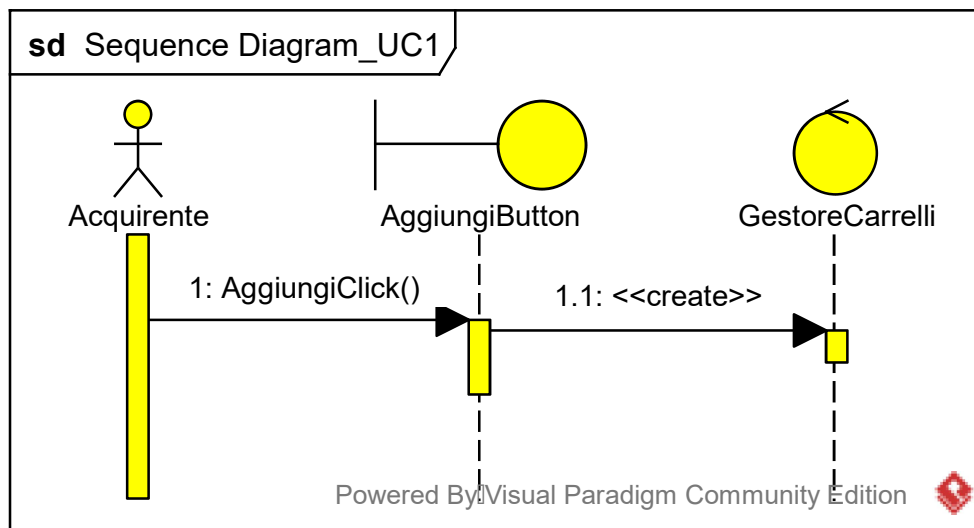 sd Sequence Diagram_UC1
Acquirente
AggiungiButton
GestoreCarrelli
1: AggiungiClick()
1.1: <<create>>
Powered By Visual Paradigm Community Edition